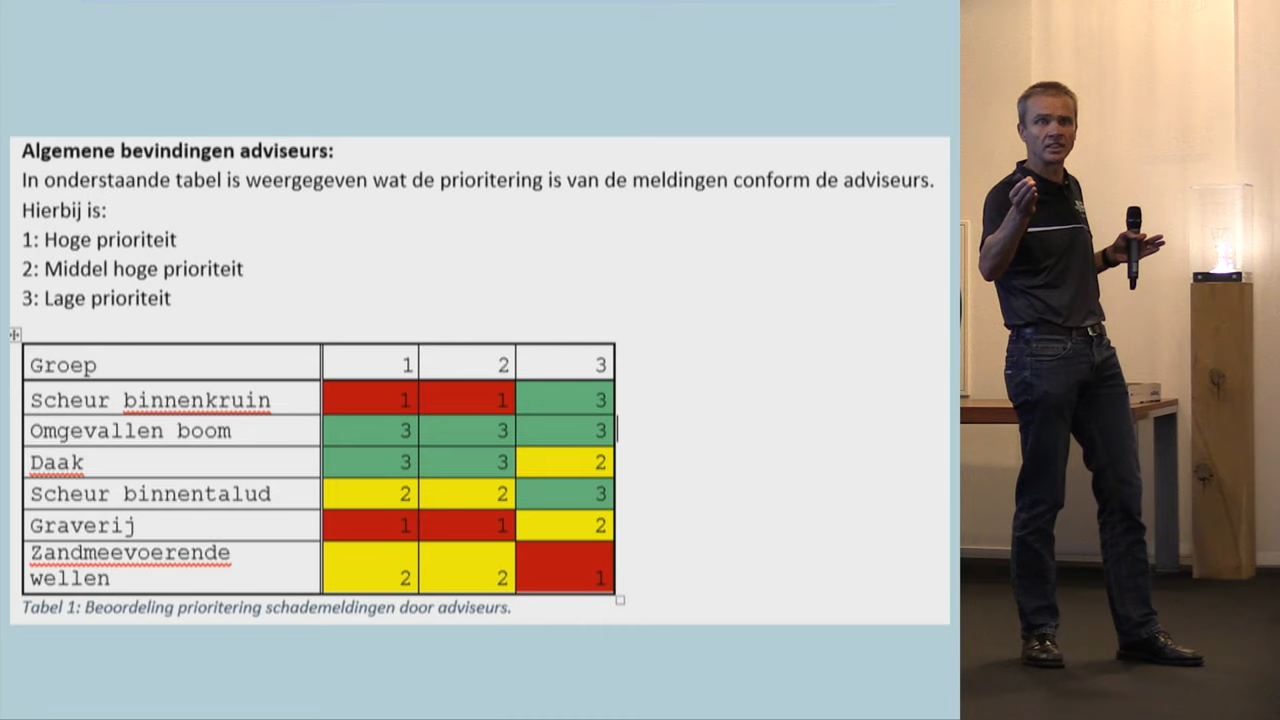 Algemene bevindingen adviseurs:
In onderstaande tabel is weergegeven wat de prioritering is van de meldingen conform de adviseurs.
Hierbij is:
1: Hoge prioriteit
2: Middel hoge prioriteit
3: Lage prioriteit
Groep 1 2 3
Scheur binnenkruin 1 1 3
Omgevallen boom 3 3 3
Daak 3 3 2
Scheur binnentalud 2 2 3
Graverij 1 1 2
Zandmeevoerende
wellen 2 2 1
Tabel 1: Beoordeling prioritering schademeldingen door adviseurs.